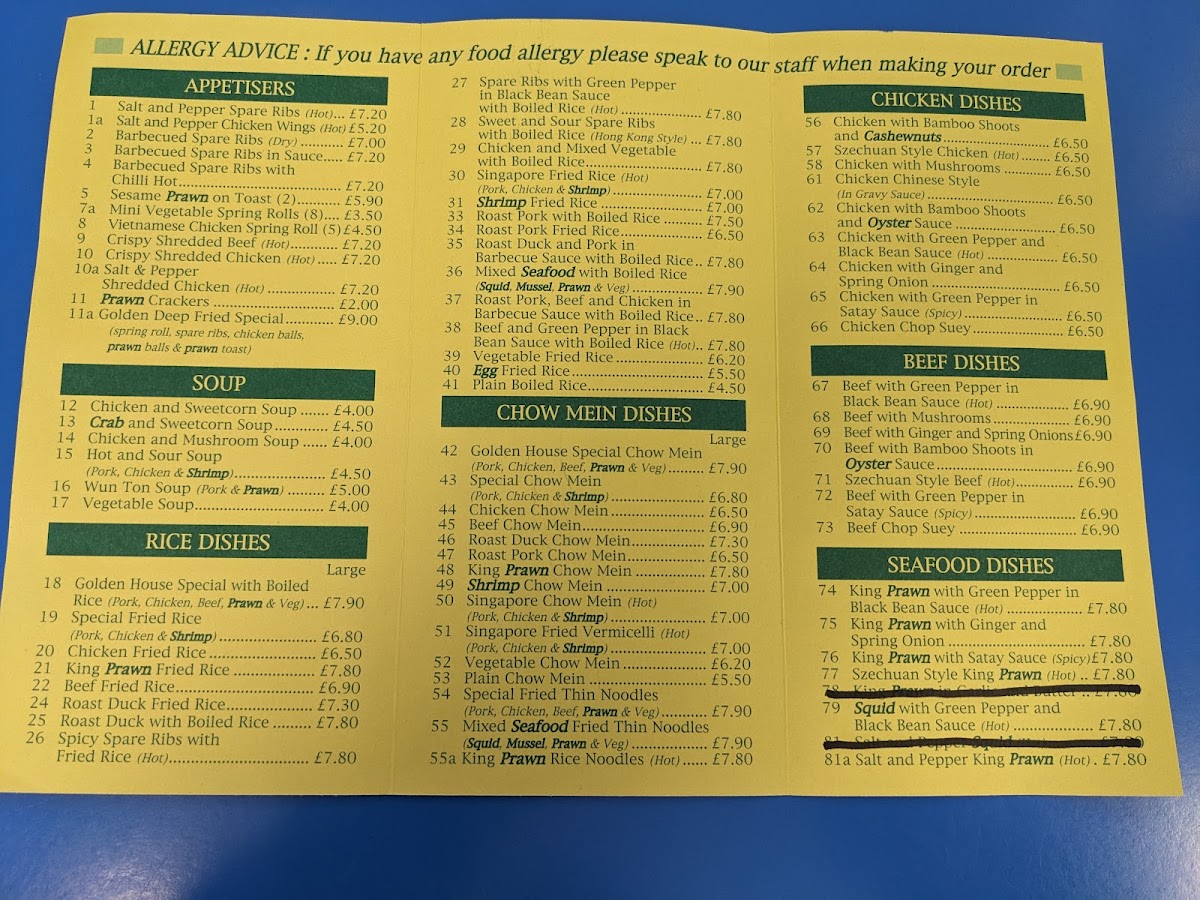 ALLERGY ADVICE : If you have any food allergy please speak to our staff when making your order
APPETISERS
1 Salt and Pepper Spare Ribs (Hot)... £7.20
1a Salt and Pepper Chicken Wings (Hot) £5.20
2 Barbecued Spare Ribs (Dry) .......... £7.00
3 Barbecued Spare Ribs in Sauce..... £7.20
4 Barbecued Spare Ribs with
Chilli Hot..................................... £7.20
5 Sesame Prawn on Toast (2)............ £5.90
7a Mini Vegetable Spring Rolls (8).... £3.50
8 Vietnamese Chicken Spring Roll (5) £4.50
9 Crispy Shredded Beef (Hot)........... £7.20
10 Crispy Shredded Chicken (Hot) ..... £7.20
10a Salt & Pepper
Shredded Chicken (Hot) ................ £7.20
11 Prawn Crackers ............................ £2.00
11a Golden Deep Fried Special........... £9.00
(spring roll, spare ribs, chicken balls,
prawn balls & prawn toast)
SOUP
12 Chicken and Sweetcorn Soup ....... £4.00
13 Crab and Sweetcorn Soup............ £4.50
14 Chicken and Mushroom Soup ...... £4.00
15 Hot and Sour Soup
(Pork, Chicken & Shrimp)................... £4.50
16 Wun Ton Soup (Pork & Prawn) ......... £5.00
17 Vegetable Soup.............................. £4.00
RICE DISHES
Large
18 Golden House Special with Boiled
Rice (Pork, Chicken, Beef, Prawn & Veg)... £7.90
19 Special Fried Rice
(Pork, Chicken & Shrimp) ..................... £6.80
20 Chicken Fried Rice........................ £6.50
21 King Prawn Fried Rice .................. £7.80
22 Beef Fried Rice.............................. £6.90
24 Roast Duck Fried Rice................... £7.30
25 Roast Duck with Boiled Rice ........ £7.80
26 Spicy Spare Ribs with
Fried Rice (Hot)................................ £7.80
27 Spare Ribs with Green Pepper
in Black Bean Sauce
with Boiled Rice (Hot) .................... £7.80
28 Sweet and Sour Spare Ribs
with Boiled Rice (Hong Kong Style) ... £7.80
29 Chicken and Mixed Vegetable
with Boiled Rice............................ £7.80
30 Singapore Fried Rice (Hot)
(Pork, Chicken & Shrimp) ..................... £7.00
31 Shrimp Fried Rice ........................ £7.00
33 Roast Pork with Boiled Rice ......... £7.50
34 Roast Pork Fried Rice................... £6.50
35 Roast Duck and Pork in
Barbecue Sauce with Boiled Rice.. £7.80
36 Mixed Seafood with Boiled Rice
(Squid, Mussel, Prawn & Veg) ............... £7.90
37 Roast Pork, Beef and Chicken in
Barbecue Sauce with Boiled Rice.. £7.80
38 Beef and Green Pepper in Black
Bean Sauce with Boiled Rice (Hot).. £7.80
39 Vegetable Fried Rice .................... £6.20
40 Egg Fried Rice.............................. £5.50
41 Plain Boiled Rice.......................... £4.50
CHOW MEIN DISHES
Large
42 Golden House Special Chow Mein
(Pork, Chicken, Beef, Prawn & Veg)........ £7.90
43 Special Chow Mein
(Pork, Chicken & Shrimp) ..................... £6.80
44 Chicken Chow Mein..................... £6.50
45 Beef Chow Mein........................... £6.90
46 Roast Duck Chow Mein................ £7.30
47 Roast Pork Chow Mein................. £6.50
48 King Prawn Chow Mein ............... £7.80
49 Shrimp Chow Mein ..................... £7.00
50 Singapore Chow Mein (Hot)
(Pork, Chicken & Shrimp) ..................... £7.00
51 Singapore Fried Vermicelli (Hot)
(Pork, Chicken & Shrimp) ..................... £7.00
52 Vegetable Chow Mein .................. £6.20
53 Plain Chow Mein ......................... £5.50
54 Special Fried Thin Noodles
(Pork, Chicken, Beef, Prawn & Veg)......... £7.90
55 Mixed Seafood Fried Thin Noodles
(Squid, Mussel, Prawn & Veg) ................ £7.90
55a King Prawn Rice Noodles (Hot) ...... £7.80
CHICKEN DISHES
56 Chicken with Bamboo Shoots
and Cashewnuts......................... £6.50
57 Szechuan Style Chicken (Hot) ........ £6.50
58 Chicken with Mushrooms ............ £6.50
61 Chicken Chinese Style
(In Gravy Sauce) ............................... £6.50
62 Chicken with Bamboo Shoots
and Oyster Sauce ........................ £6.50
63 Chicken with Green Pepper and
Black Bean Sauce (Hot) .................. £6.50
64 Chicken with Ginger and
Spring Onion ............................... £6.50
65 Chicken with Green Pepper in
Satay Sauce (Spicy) ......................... £6.50
66 Chicken Chop Suey ..................... £6.50
BEEF DISHES
67 Beef with Green Pepper in
Black Bean Sauce (Hot) .................. £6.90
68 Beef with Mushrooms................... £6.90
69 Beef with Ginger and Spring Onions £6.90
70 Beef with Bamboo Shoots in
Oyster Sauce................................ £6.90
71 Szechuan Style Beef (Hot)............... £6.90
72 Beef with Green Pepper in
Satay Sauce (Spicy) ......................... £6.90
73 Beef Chop Suey ........................... £6.90
SEAFOOD DISHES
74 King Prawn with Green Pepper in
Black Bean Sauce (Hot) .................. £7.80
75 King Prawn with Ginger and
Spring Onion ............................... £7.80
76 King Prawn with Satay Sauce (Spicy) £7.80
77 Szechuan Style King Prawn (Hot) .. £7.80
78 King Prawn in Garlic and Butter .. £7.80
79 Squid with Green Pepper and
Black Bean Sauce (Hot) .................. £7.80
81 Salt and Pepper Squid £7.80
81a Salt and Pepper King Prawn (Hot) . £7.80